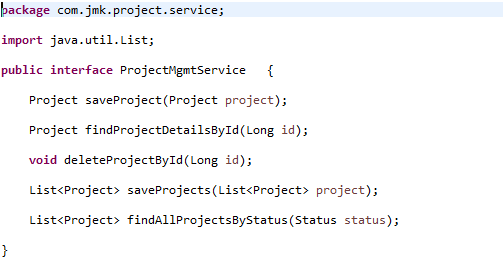 package com.jmk.project.service;
import java.util.List;
public interface ProjectMgmtService   {
Project saveProject(Project project);
Project findProjectDetailsById(Long id);
void deleteProjectById(Long id);
List<Project> saveProjects(List<Project> project);
List<Project> findAllProjectsByStatus(Status status);
}